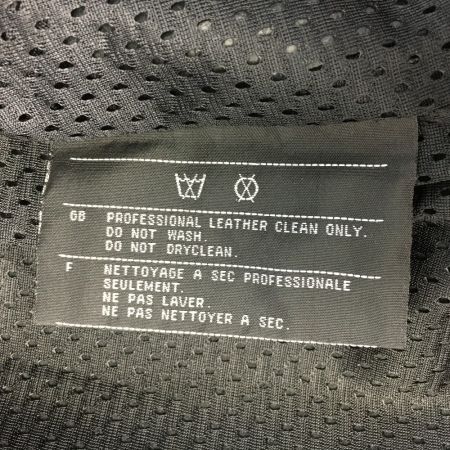 GB PROFESSIONAL LEATHER CLEAN ONLY.
DO NOT WASH.
DO NOT DRYCLEAN.
F NETTOYAGE A SEC PROFESSIONALE
SEULEMENT.
NE PAS LAVER.
NE PAS NETTOYER A SEC.